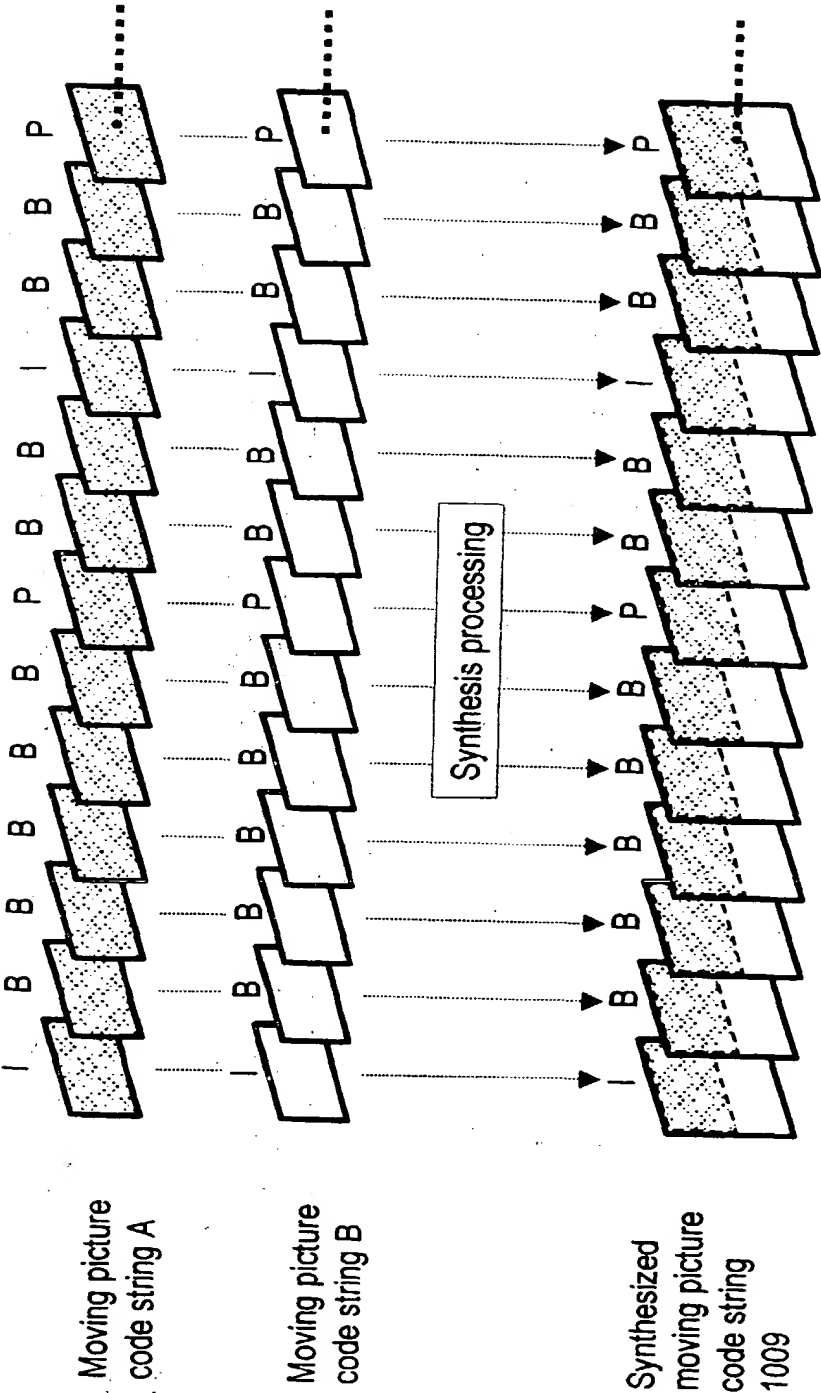 I B B B B B P B B I B B P
Moving picture
code string A
I B B B B B P B B I B B P
Moving picture
code string B
Synthesis processing
I B B B B B P B B I B B P
Synthesized
moving picture
code string
1009